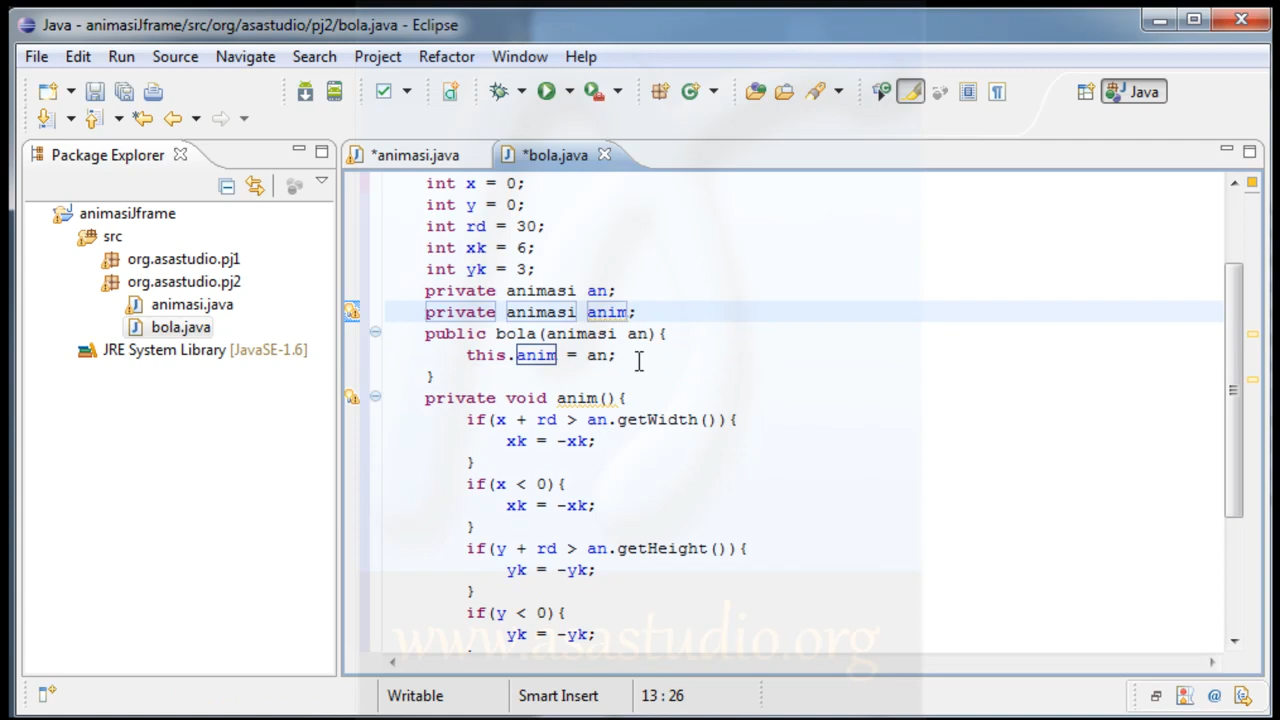 Java - animasiJframe/src/org/asastudio/pj2/bola.java - Eclipse
File Edit Run Source Navigate Search Project Refactor Window Help
Java
Package Explorer
*animasi.java
*bola.java
animasiJframe
src
org.asastudio.pj1
org.asastudio.pj2
animasi.java
bola.java
JRE System Library [JavaSE-1.6]
int x = 0;
int y = 0;
int rd = 30;
int xk = 6;
int yk = 3;
private animasi an;
private animasi anim;
public bola(animasi an){
this.anim = an;
}
private void anim(){
if(x + rd > an.getWidth()){
xk = -xk;
}
if(x < 0){
xk = -xk;
}
if(y + rd > an.getHeight()){
yk = -yk;
}
if(y < 0){
yk = -yk;
www.asastudio.org
Writable Smart Insert 13 : 26